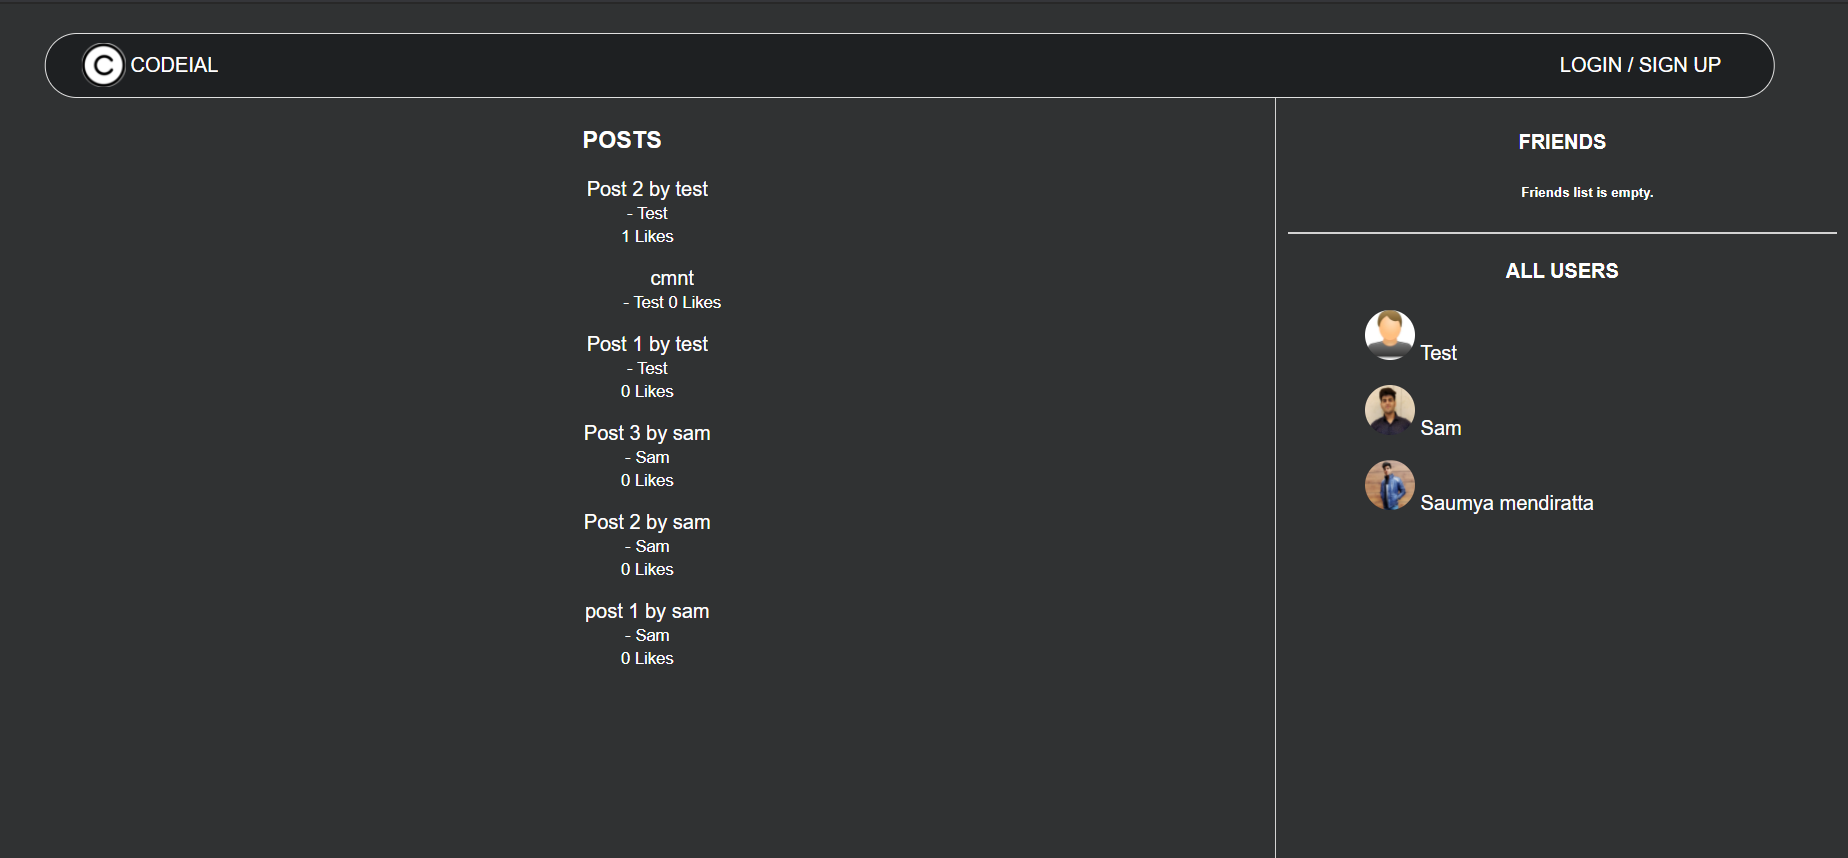 C CODEIAL
LOGIN / SIGN UP
POSTS
Post 2 by test
- Test
1 Likes
cmnt
- Test 0 Likes
Post 1 by test
- Test
0 Likes
Post 3 by sam
- Sam
0 Likes
Post 2 by sam
- Sam
0 Likes
post 1 by sam
- Sam
0 Likes
FRIENDS
Friends list is empty.
ALL USERS
Test
Sam
Saumya mendiratta